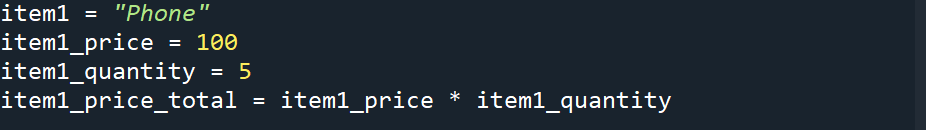 item1 = "Phone"
item1_price = 100
item1_quantity = 5
item1_price_total = item1_price * item1_quantity